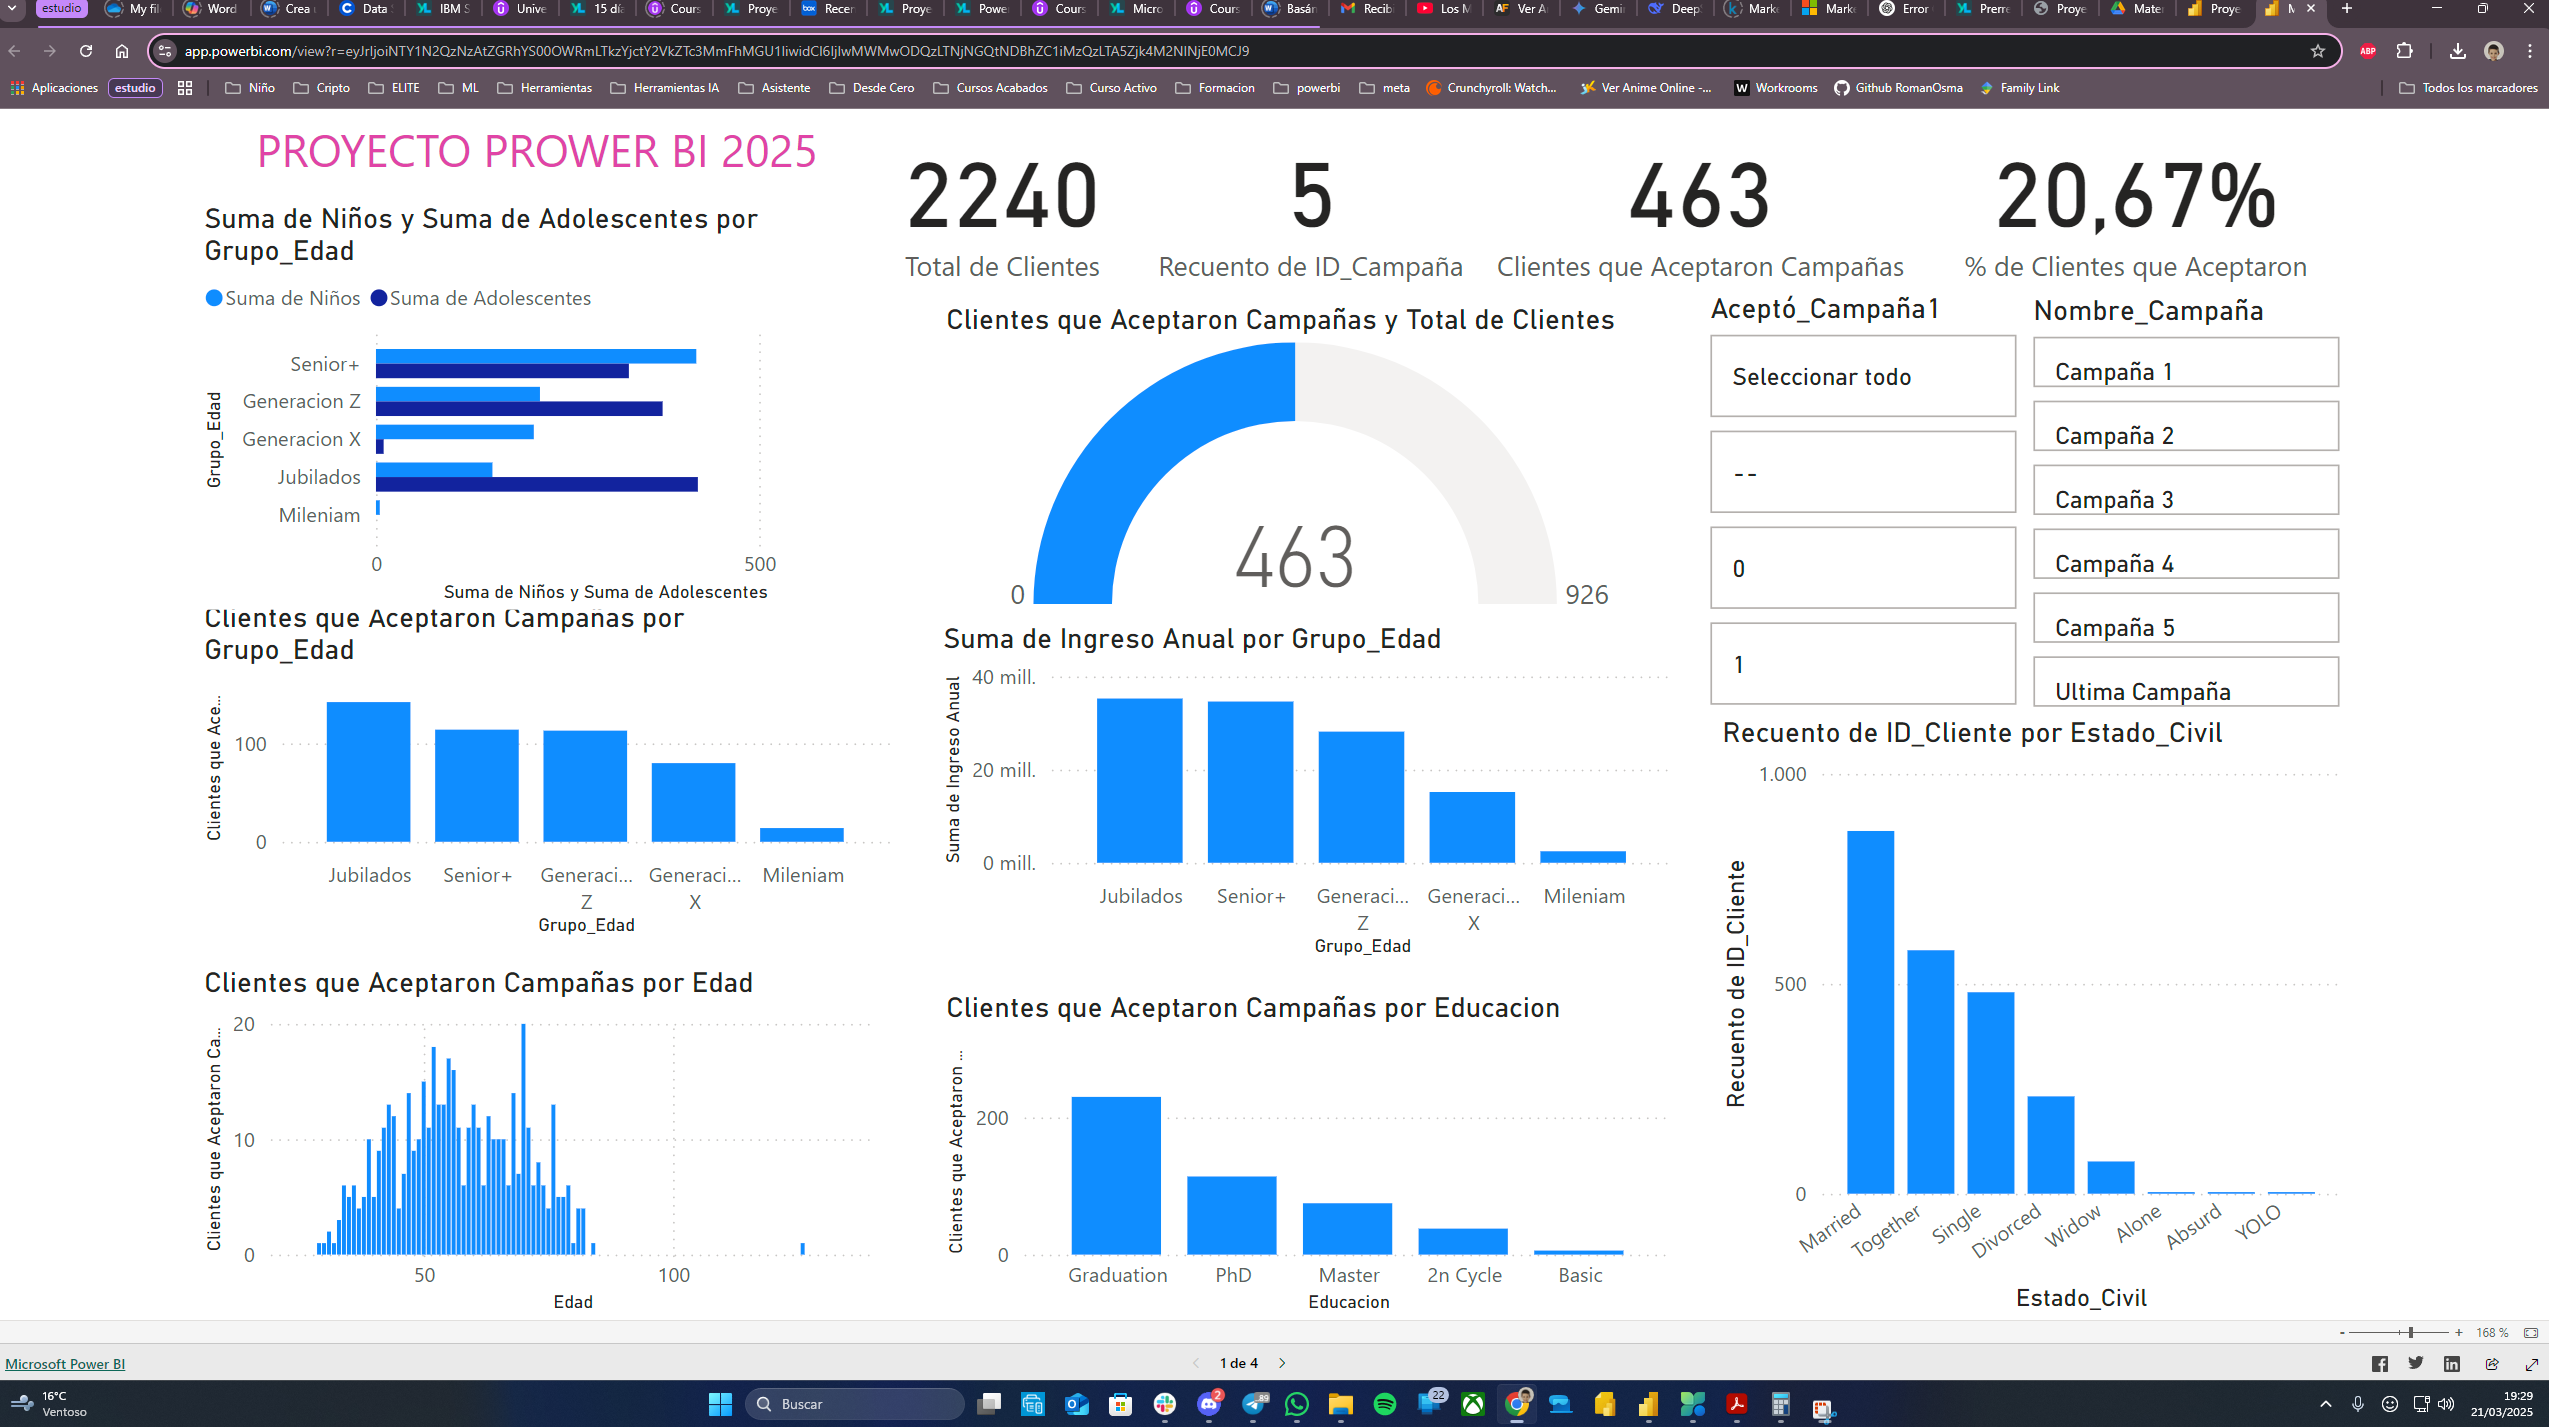 estudio
My fi
Word
Crea
Data
IBM S
Unive
15 día
Cours
Proye
Recer
Proye
Power
Cours
Micro
Cours
Basán
Recib
Los M
Ver A
Gemi
Deep
Marke
Marke
Error
Prerre
Proye
Mater
Proye
Aplicaciones estudio Niño Cripto ELITE ML Herramientas Herramientas IA Asistente Desde Cero Cursos Acabados Curso Activo Formacion powerbi meta Crunchyroll: Watch... Ver Anime Online -... Workrooms Github RomanOsma Family Link Todos los marcadores
PROYECTO PROWER BI 2025
2240
Total de Clientes
5
Recuento de ID_Campaña
463
Clientes que Aceptaron Campañas
20,67%
% de Clientes que Aceptaron
Suma de Niños y Suma de Adolescentes por
Grupo_Edad
Suma de Niños Suma de Adolescentes
Grupo_Edad
Senior+
Generacion Z
Generacion X
Jubilados
Mileniam
0 500
Suma de Niños y Suma de Adolescentes
Clientes que Aceptaron Campañas y Total de Clientes
463
0 926
Aceptó_Campaña1
Seleccionar todo
--
0
1
Nombre_Campaña
Campaña 1
Campaña 2
Campaña 3
Campaña 4
Campaña 5
Ultima Campaña
Clientes que Aceptaron Campañas por
Grupo_Edad
Clientes que Ace...
100
0
Jubilados Senior+ Generaci... Z Generaci... X Mileniam
Grupo_Edad
Suma de Ingreso Anual por Grupo_Edad
Suma de Ingreso Anual
40 mill.
20 mill.
0 mill.
Jubilados Senior+ Generaci... Z Generaci... X Mileniam
Grupo_Edad
Recuento de ID_Cliente por Estado_Civil
Recuento de ID_Cliente
1.000
500
0
Married Together Single Divorced Widow Alone Absurd YOLO
Estado_Civil
Clientes que Aceptaron Campañas por Edad
Clientes que Aceptaron Ca...
20
10
0
50 100
Edad
Clientes que Aceptaron Campañas por Educacion
Clientes que Aceptaron ...
200
0
Graduation PhD Master 2n Cycle Basic
Educacion
168 %
Microsoft Power BI
1 de 4
16°C
Ventoso
Buscar
2
89
22
19:29
21/03/2025